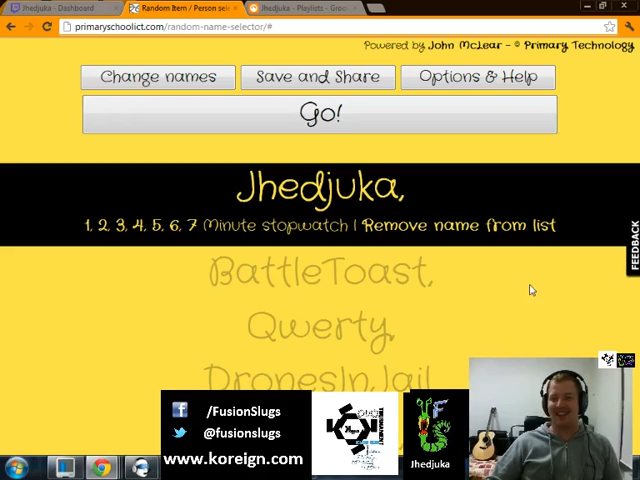 Jhedjuka - Dashboard
Random Item / Person sele
Jhedjuka - Playlists - Groo
primaryschoolict.com/random-name-selector/#
Powered by John McLear - © Primary Technology
Change names
Save and Share
Options & Help
Go!
Jhedjuka,
1, 2, 3, 4, 5, 6, 7 Minute stopwatch | Remove name from list
FEEDBACK
BattleToast,
Qwerty,
DronesInJail
/FusionSlugs
@fusionslugs
www.koreign.com
Jhedjuka